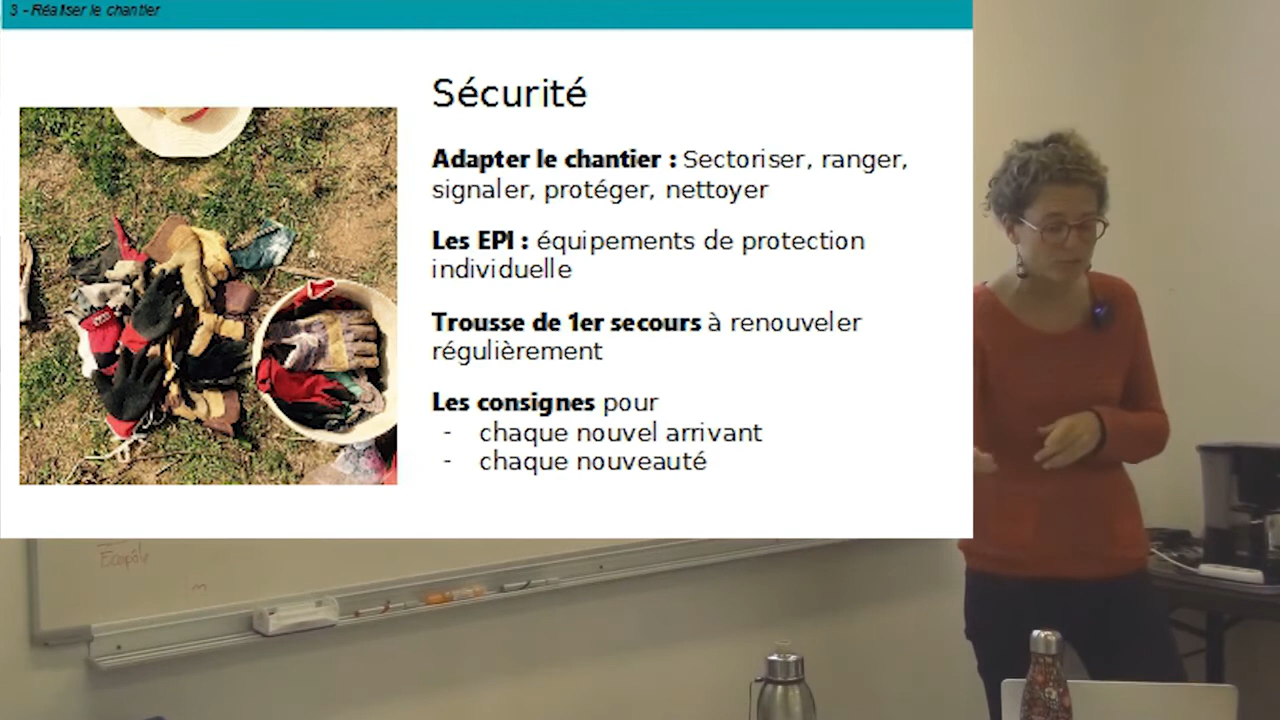 3 - Réaliser le chantier
Sécurité
Adapter le chantier : Sectoriser, ranger,
signaler, protéger, nettoyer
Les EPI : équipements de protection
individuelle
Trousse de 1er secours à renouveler
régulièrement
Les consignes pour
- chaque nouvel arrivant
- chaque nouveauté
Ecopôle